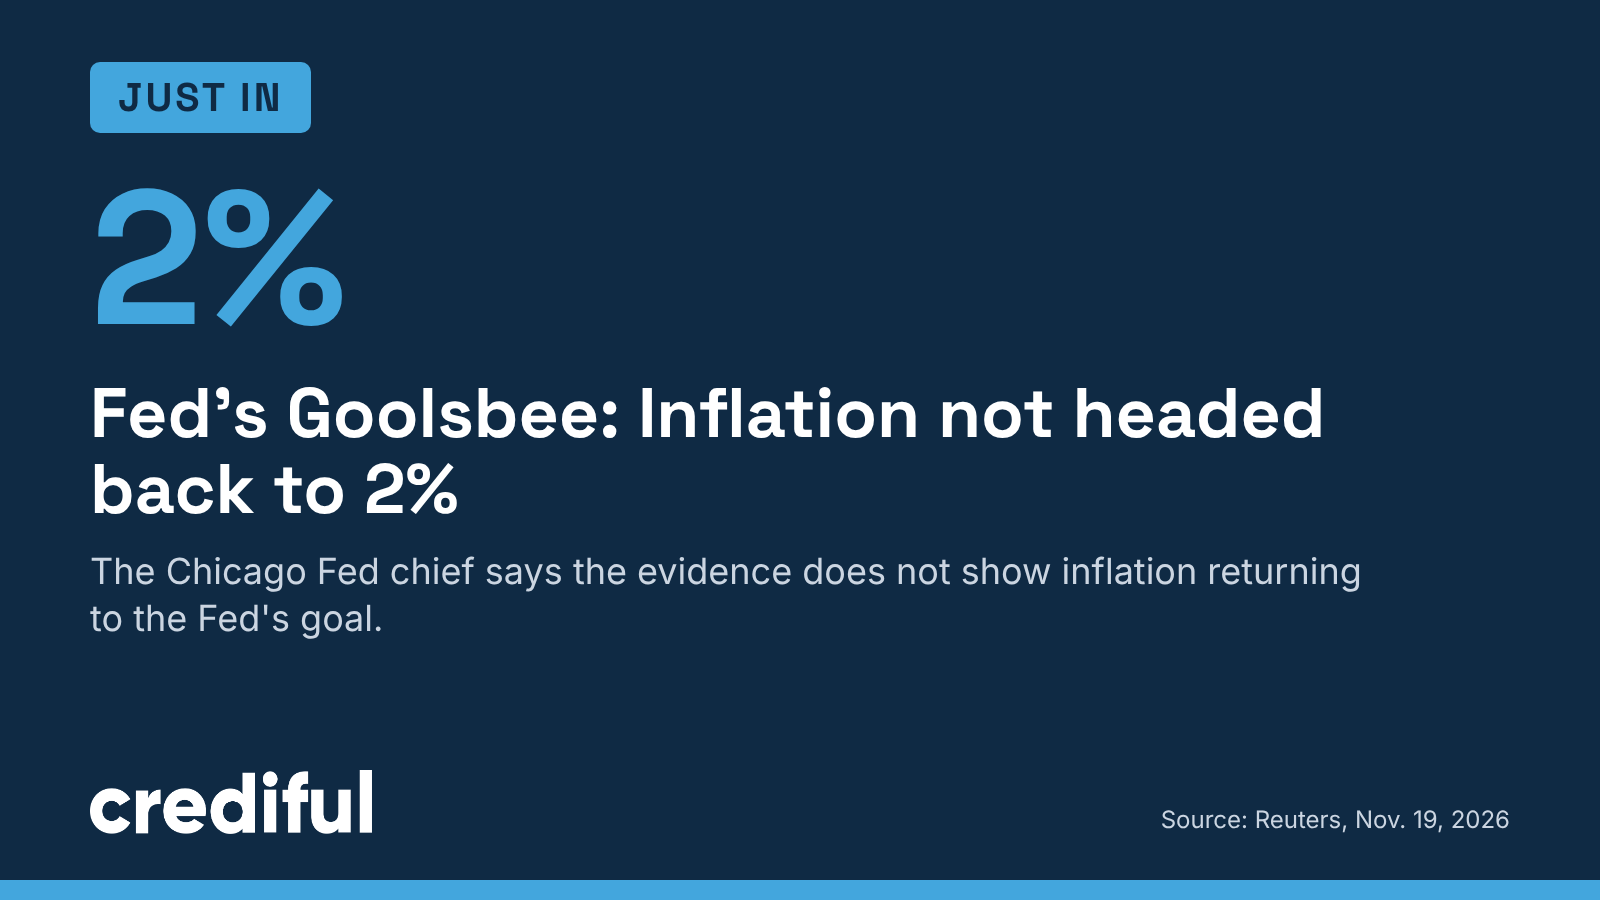 JUST IN
2%
Fed’s Goolsbee: Inflation not headed
back to 2%
The Chicago Fed chief says the evidence does not show inflation returning
to the Fed's goal.
crediful
Source: Reuters, Nov. 19, 2026